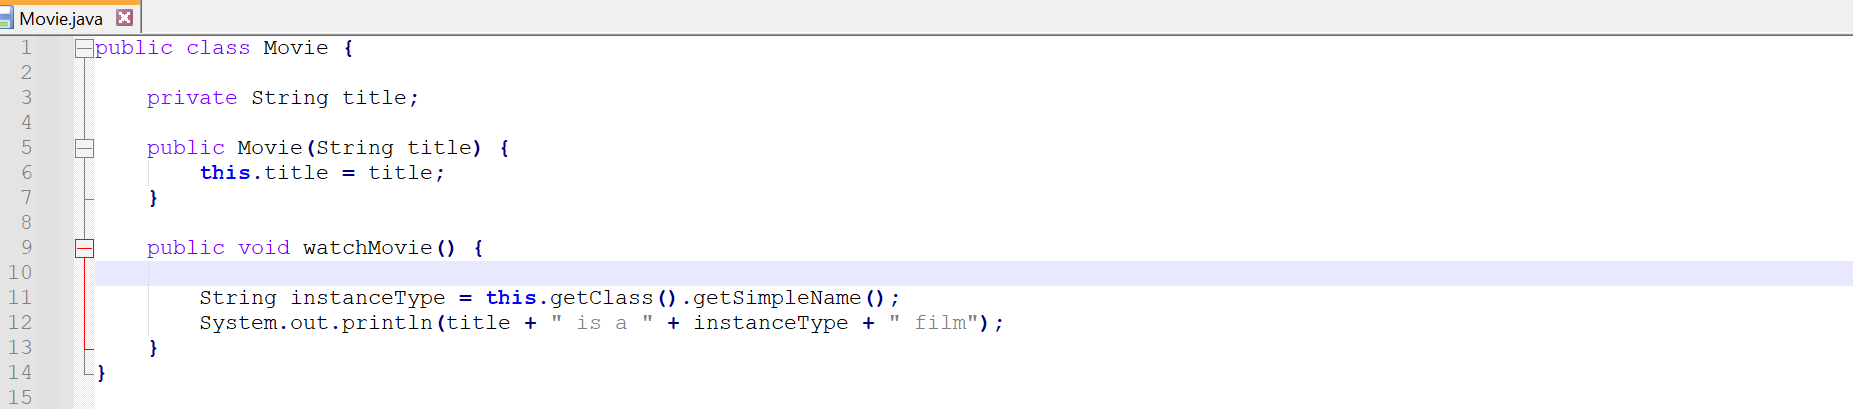 Movie.java
1 public class Movie {
2
3     private String title;
4
5     public Movie(String title) {
6         this.title = title;
7     }
8
9     public void watchMovie() {
10
11         String instanceType = this.getClass().getSimpleName();
12         System.out.println(title + " is a " + instanceType + " film");
13     }
14 }
15